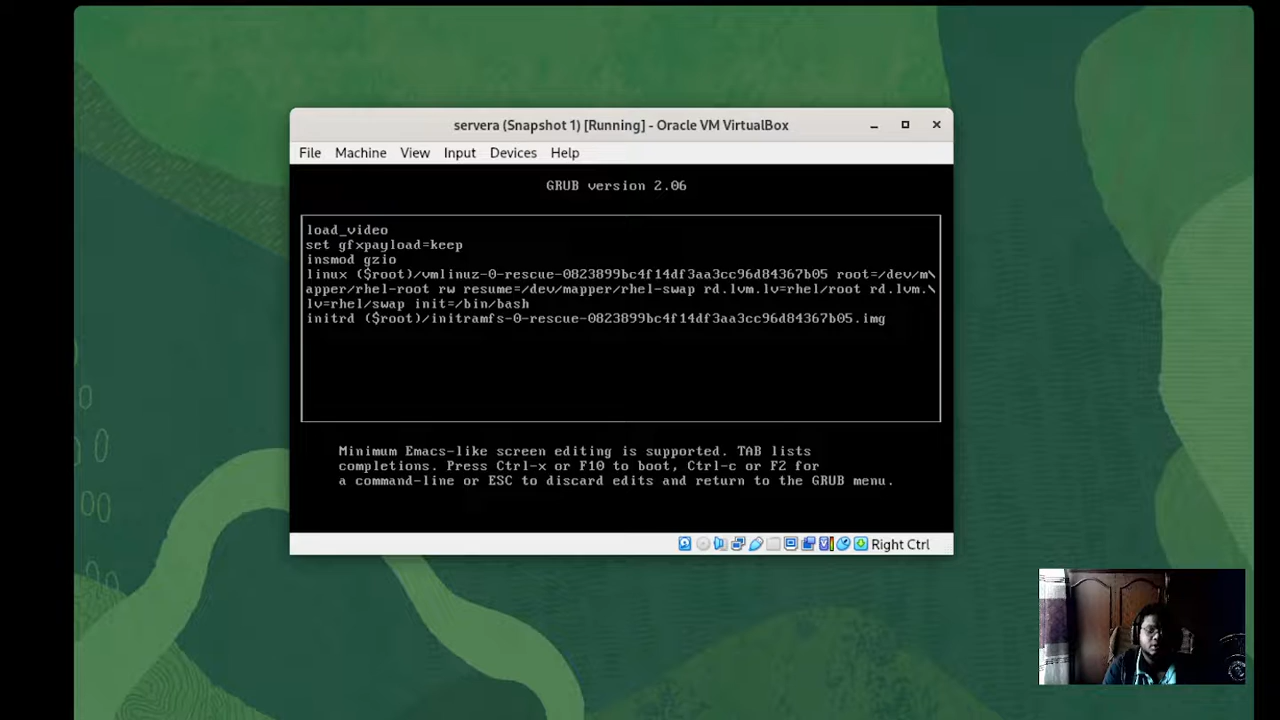 servera (Snapshot 1) [Running] - Oracle VM VirtualBox
File Machine View Input Devices Help
GRUB version 2.06
load_video
set gfxpayload=keep
insmod gzio
linux ($root)/vmlinuz-0-rescue-0823899bc4f14df3aa3cc96d84367b05 root=/dev/m\
apper/rhel-root rw resume=/dev/mapper/rhel-swap rd.lvm.lv=rhel/root rd.lvm.\
lv=rhel/swap init=/bin/bash
initrd ($root)/initramfs-0-rescue-0823899bc4f14df3aa3cc96d84367b05.img
Minimum Emacs-like screen editing is supported. TAB lists
completions. Press Ctrl-x or F10 to boot, Ctrl-c or F2 for
a command-line or ESC to discard edits and return to the GRUB menu.
Right Ctrl